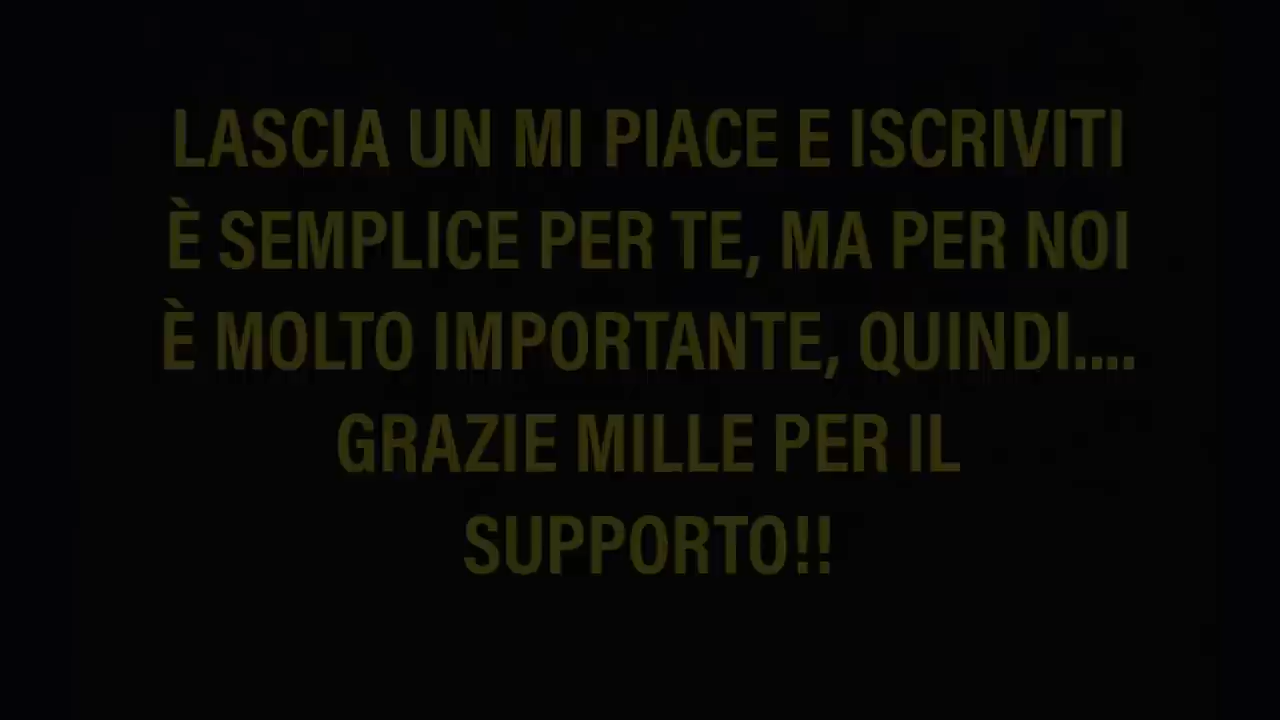 LASCIA UN MI PIACE E ISCRIVITI
È SEMPLICE PER TE, MA PER NOI
È MOLTO IMPORTANTE, QUINDI....
GRAZIE MILLE PER IL
SUPPORTO!!